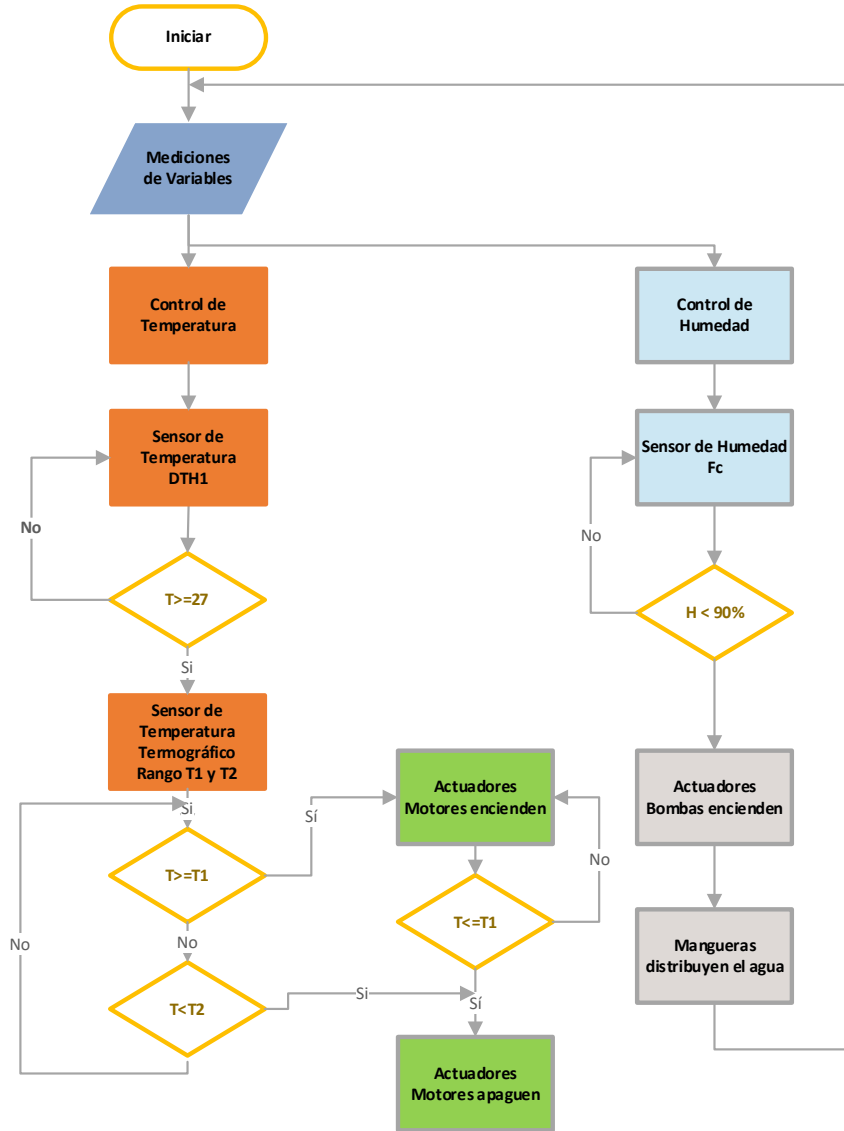 Iniciar
Mediciones
de Variables
Control de
Temperatura
Control de
Humedad
Sensor de
Temperatura
DTH1
Sensor de Humedad
Fc
No
No
T>=27
H < 90%
Si
Sensor de
Temperatura
Termográfico
Rango T1 y T2
Actuadores
Motores encienden
Actuadores
Bombas encienden
Si
Sí
No
T>=T1
T<=T1
No
No
Mangueras
distribuyen el agua
T<T2
Si
Sí
Actuadores
Motores apaguen